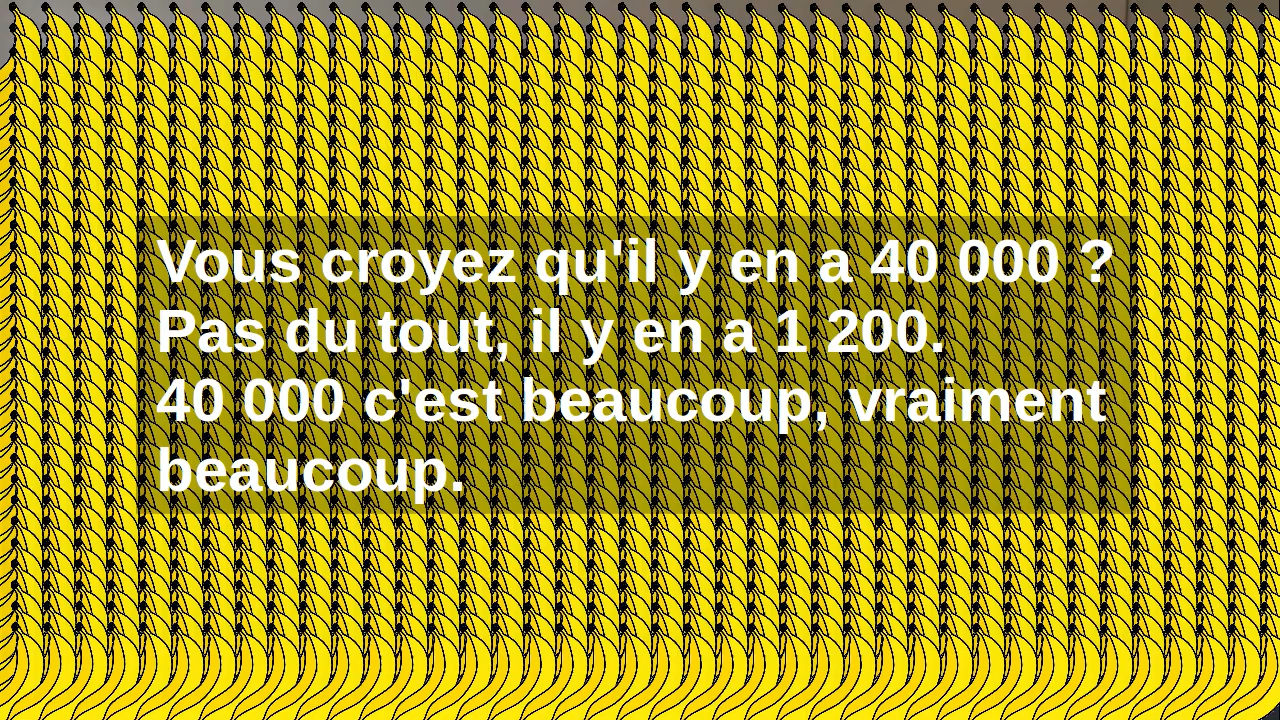 Vous croyez qu'il y en a 40 000 ?
Pas du tout, il y en a 1 200.
40 000 c'est beaucoup, vraiment
beaucoup.